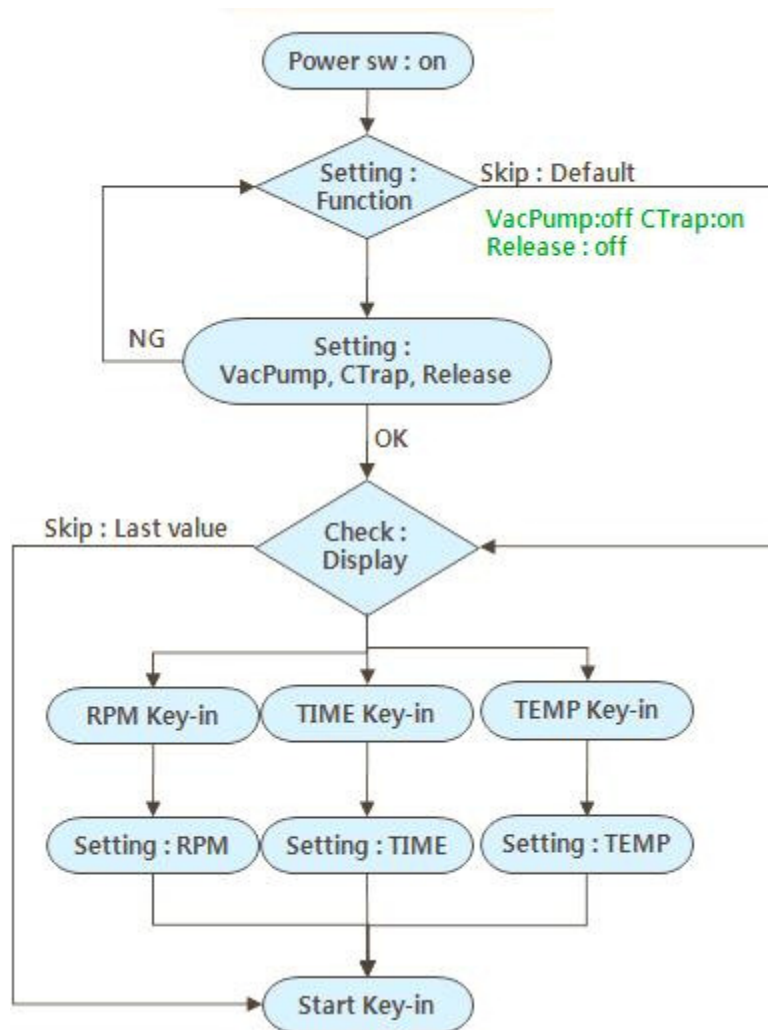 Power sw : on
Setting :
Function
Skip : Default
VacPump:off CTrap:on
Release : off
NG
Setting :
VacPump, CTrap, Release
OK
Skip : Last value
Check :
Display
RPM Key-in
TIME Key-in
TEMP Key-in
Setting : RPM
Setting : TIME
Setting : TEMP
Start Key-in